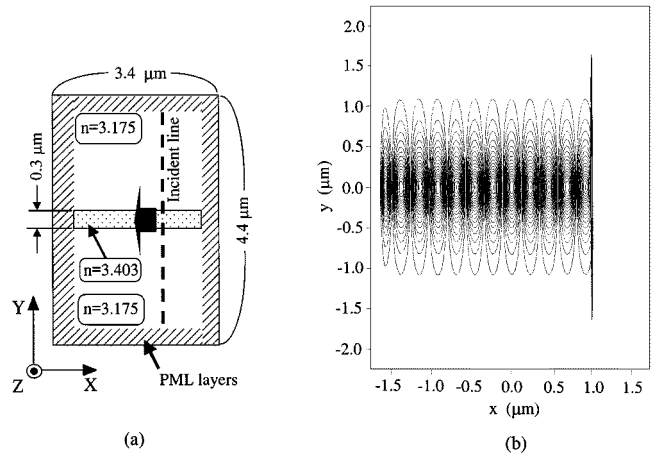 3.4 μm
n=3.175
0.3 μm
Incident line
4.4 μm
n=3.403
n=3.175
Y
Z
X
PML layers
(a)
2.0
1.5
1.0
0.5
0.0
-0.5
-1.0
-1.5
-2.0
y (μm)
-1.5 -1.0 -0.5 0.0 0.5 1.0 1.5
x (μm)
(b)